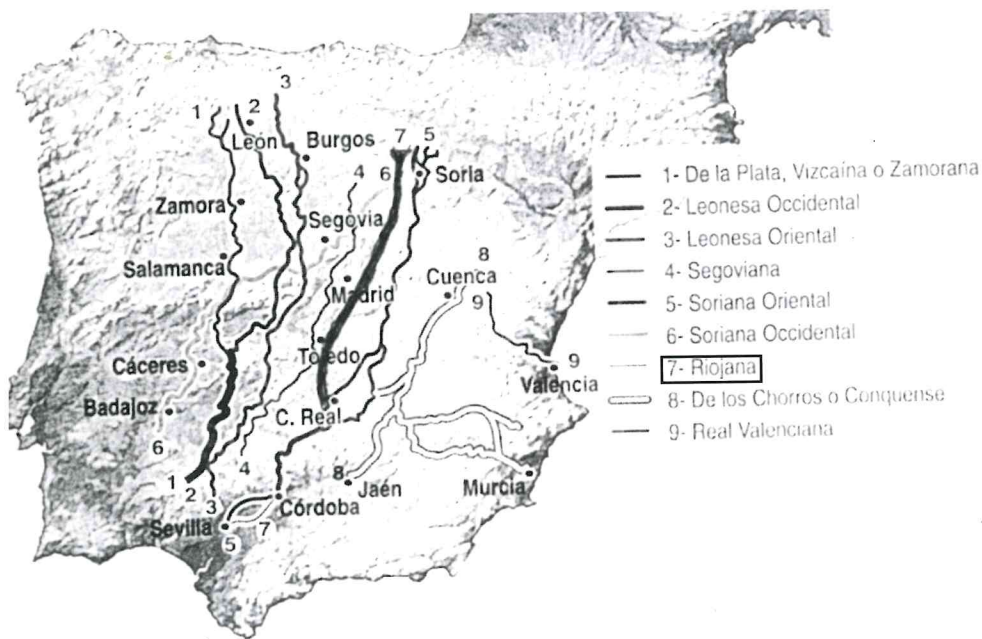 3
1
2
León
Burgos
7
5
6
Soria
4
Zamora
Segovia
Salamanca
Madrid
8
Cuenca
9
Toledo
Cáceres
9
Valencia
Badajoz
C. Real
6
4
8
Jaén
Murcia
1
2
3
Córdoba
Sevilla
7
5
1- De la Plata, Vizcaína o Zamorana
2- Leonesa Occidental
3- Leonesa Oriental
4- Segoviana
5- Soriana Oriental
6- Soriana Occidental
7- Riojana
8- De los Chorros o Conquense
9- Real Valenciana